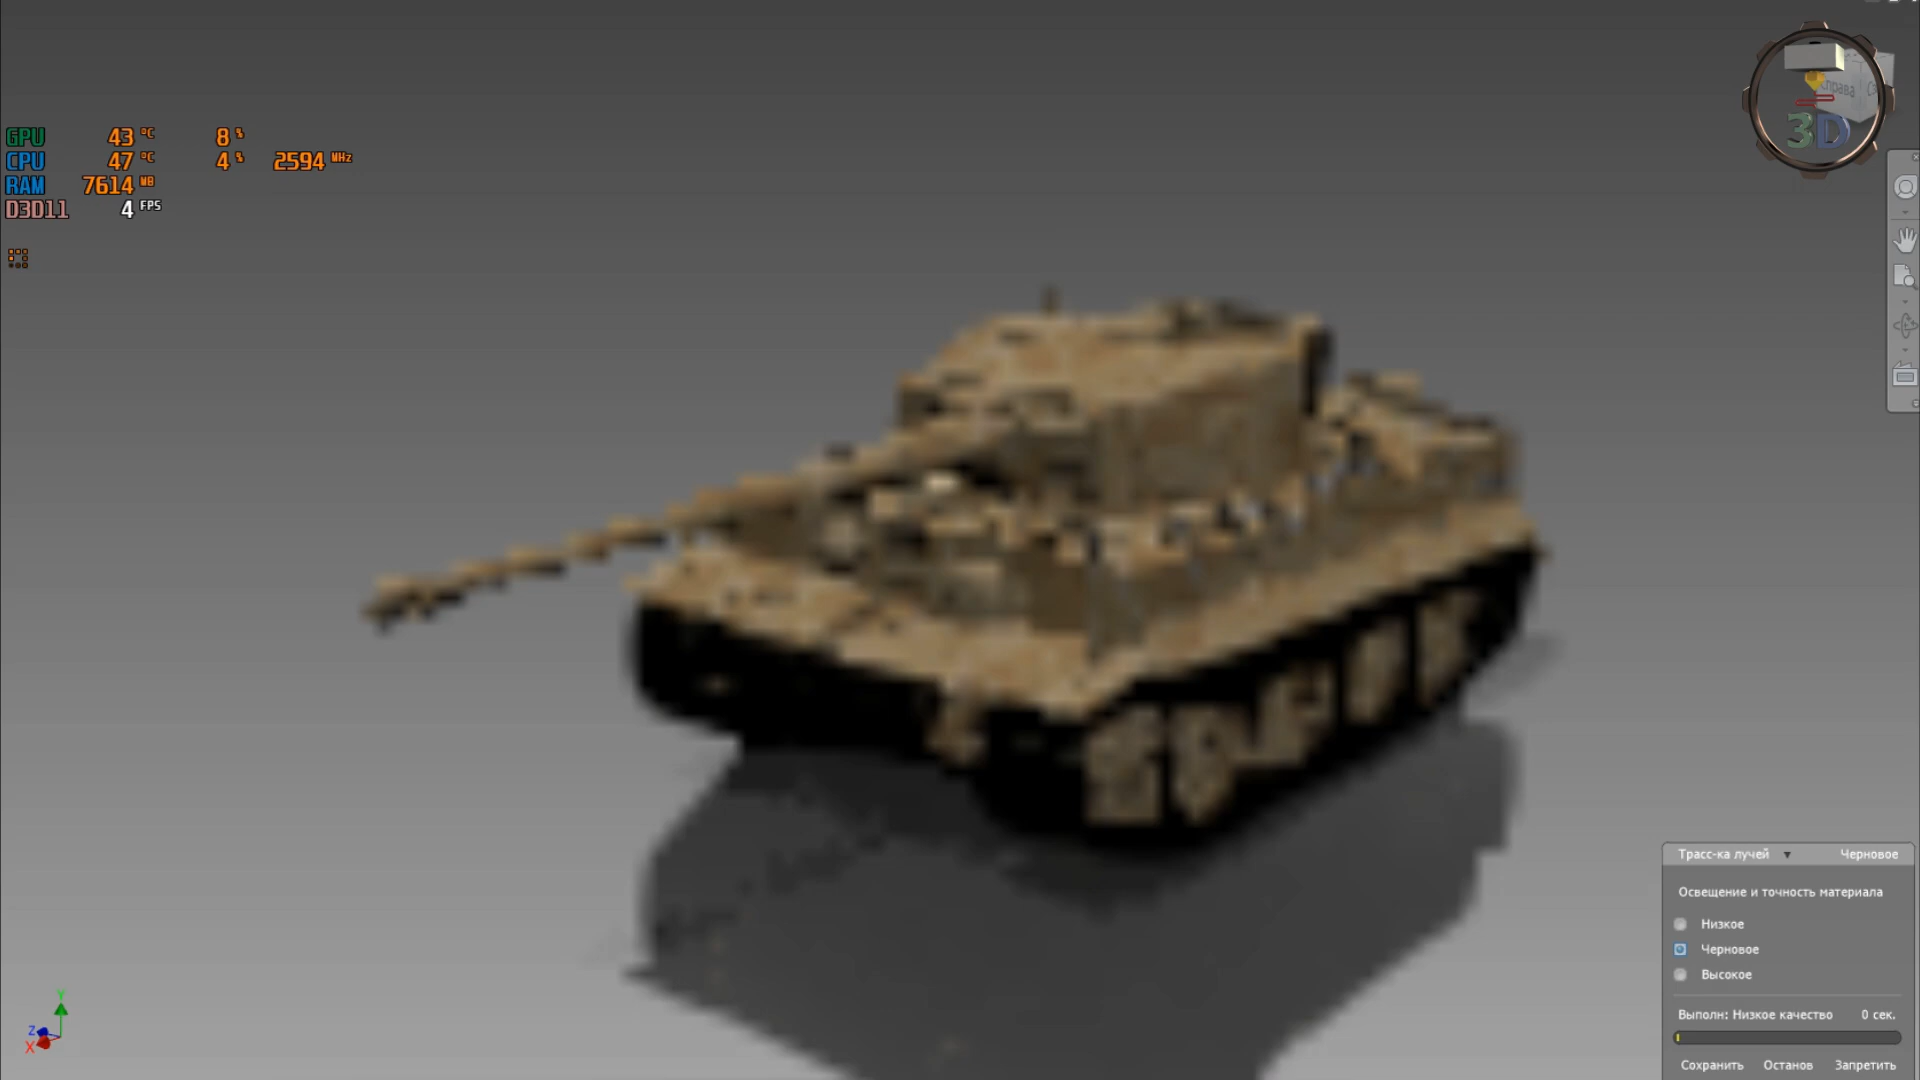 GPU 43 °C 8 %
CPU 47 °C 4 % 2594 MHz
RAM 7614 MB
D3D11 4 FPS
Справа
3D
Y
Z
X
Трасс-ка лучей ▼ Черновое
Освещение и точность материала
Низкое
Черновое
Высокое
Выполн: Низкое качество 0 сек.
Сохранить Останов Запретить